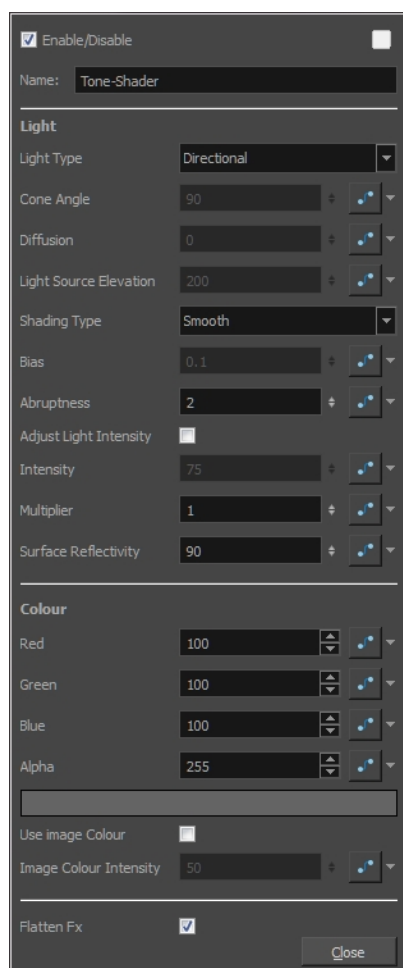 Enable/Disable
Name: Tone-Shader
Light
Light Type Directional
Cone Angle 90
Diffusion 0
Light Source Elevation 200
Shading Type Smooth
Bias 0.1
Abruptness 2
Adjust Light Intensity
Intensity 75
Multiplier 1
Surface Reflectivity 90
Colour
Red 100
Green 100
Blue 100
Alpha 255
Use image Colour
Image Colour Intensity 50
Flatten Fx
Close